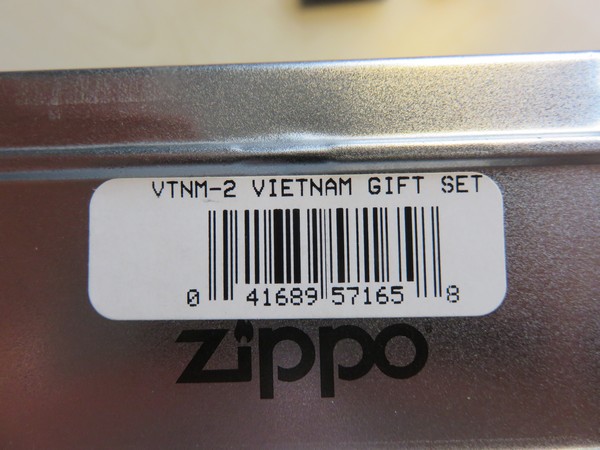 VTNM-2 VIETNAM GIFT SET
0 41689 57165 8
zippo